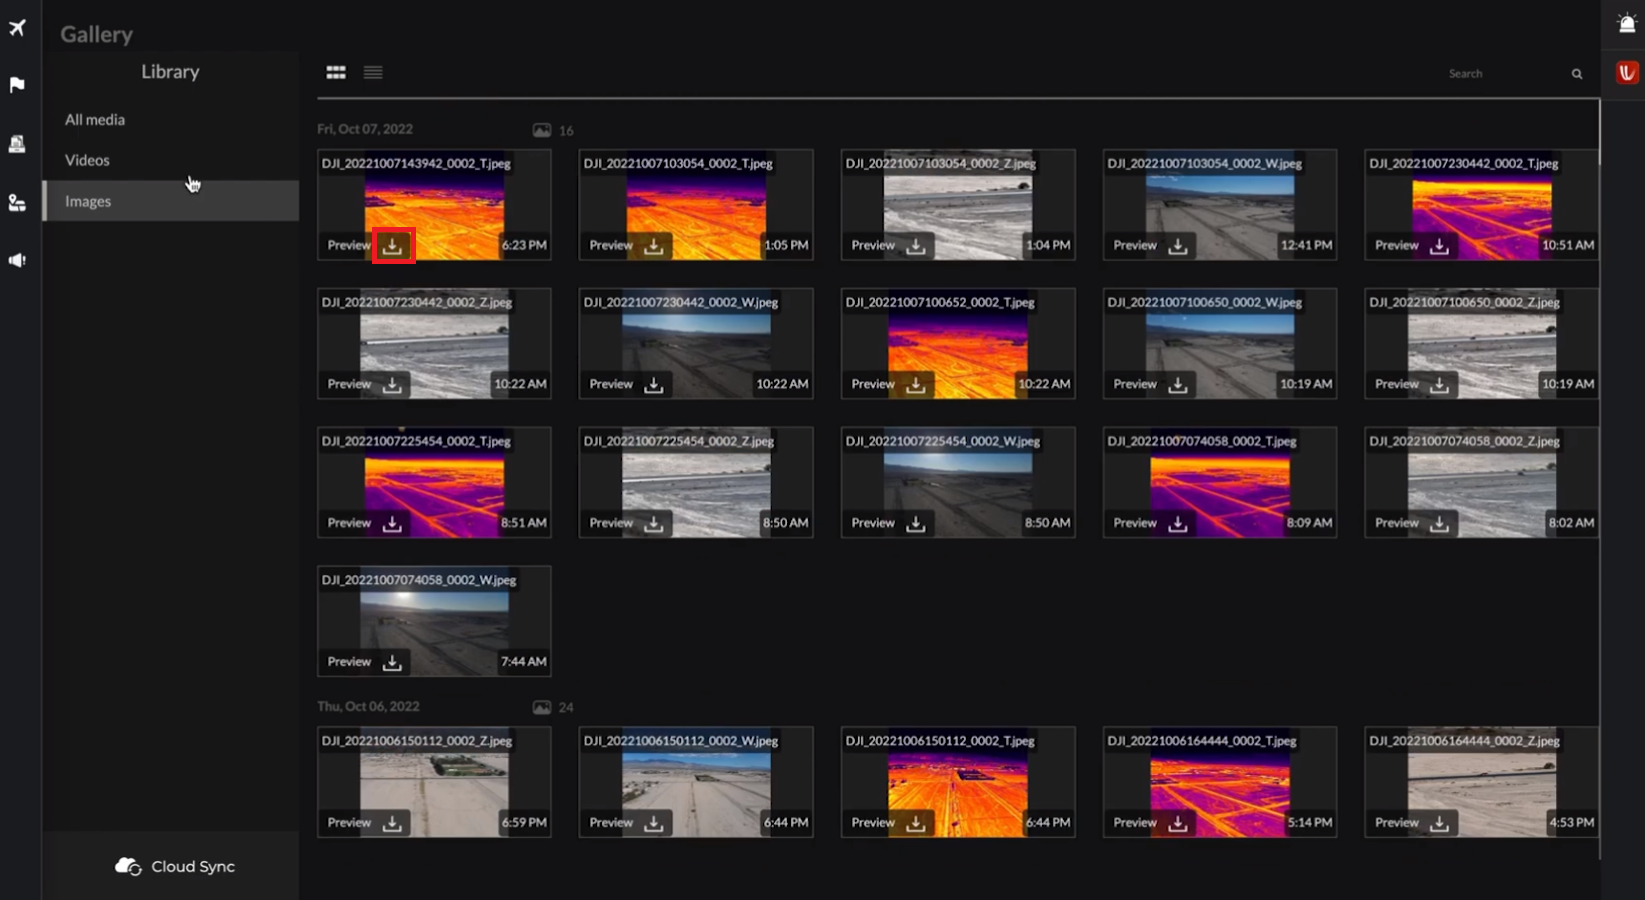 Gallery
Library
All media
Videos
Images
Cloud Sync
Search
Fri, Oct 07, 2022 16
DJI_20221007143942_0002_T.jpeg
Preview 6:23 PM
DJI_20221007103054_0002_T.jpeg
Preview 1:05 PM
DJI_20221007103054_0002_Z.jpeg
Preview 1:04 PM
DJI_20221007103054_0002_W.jpeg
Preview 12:41 PM
DJI_20221007230442_0002_T.jpeg
Preview 10:51 AM
DJI_20221007230442_0002_Z.jpeg
Preview 10:22 AM
DJI_20221007230442_0002_W.jpeg
Preview 10:22 AM
DJI_20221007100652_0002_T.jpeg
Preview 10:22 AM
DJI_20221007100650_0002_W.jpeg
Preview 10:19 AM
DJI_20221007100650_0002_Z.jpeg
Preview 10:19 AM
DJI_20221007225454_0002_T.jpeg
Preview 8:51 AM
DJI_20221007225454_0002_Z.jpeg
Preview 8:50 AM
DJI_20221007225454_0002_W.jpeg
Preview 8:50 AM
DJI_20221007074058_0002_T.jpeg
Preview 8:09 AM
DJI_20221007074058_0002_Z.jpeg
Preview 8:02 AM
DJI_20221007074058_0002_W.jpeg
Preview 7:44 AM
Thu, Oct 06, 2022 24
DJI_20221006150112_0002_Z.jpeg
Preview 6:59 PM
DJI_20221006150112_0002_W.jpeg
Preview 6:44 PM
DJI_20221006150112_0002_T.jpeg
Preview 6:44 PM
DJI_20221006164444_0002_T.jpeg
Preview 5:14 PM
DJI_20221006164444_0002_Z.jpeg
Preview 4:53 PM